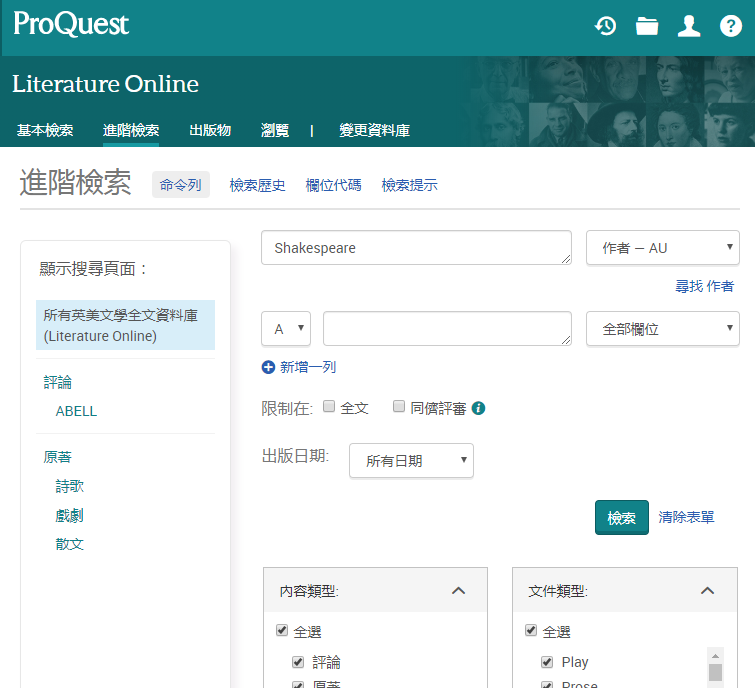 ProQuest
Literature Online
基本檢索 進階檢索 出版物 瀏覽 | 變更資料庫
進階檢索 命令列 檢索歷史 欄位代碼 檢索提示
顯示搜尋頁面：
所有英美文學全文資料庫
(Literature Online)
評論
ABELL
原著
詩歌
戲劇
散文
Shakespeare 作者 － AU
尋找 作者
A 全部欄位
新增一列
限制在: 全文 同儕評審
出版日期: 所有日期
檢索 清除表單
內容類型:
全選
評論
原著
文件類型:
全選
Play
Prose